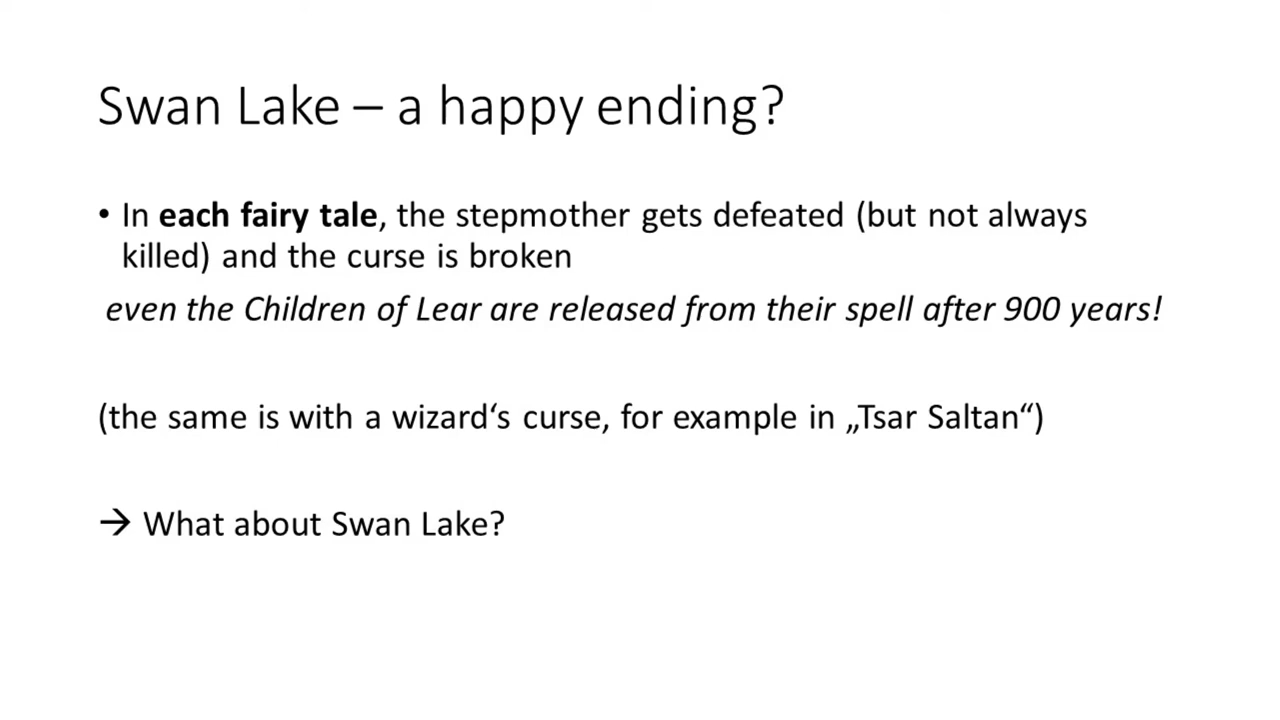 Swan Lake – a happy ending?
• In each fairy tale, the stepmother gets defeated (but not always
killed) and the curse is broken
even the Children of Lear are released from their spell after 900 years!
(the same is with a wizard‘s curse, for example in „Tsar Saltan“)
→ What about Swan Lake?